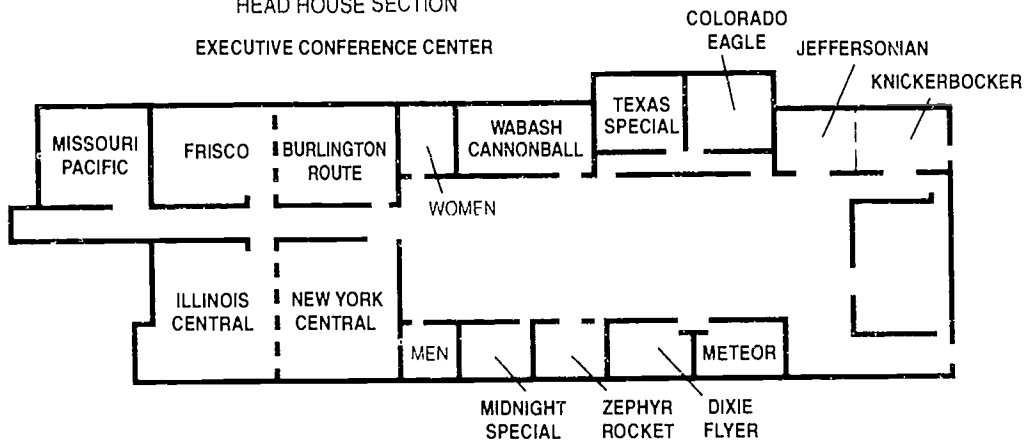 HEAD HOUSE SECTION
EXECUTIVE CONFERENCE CENTER
COLORADO
EAGLE
JEFFERSONIAN
KNICKERBOCKER
MISSOURI
PACIFIC
FRISCO
BURLINGTON
ROUTE
WABASH
CANNONBALL
TEXAS
SPECIAL
WOMEN
ILLINOIS
CENTRAL
NEW YORK
CENTRAL
MEN
METEOR
MIDNIGHT
SPECIAL
ZEPHYR
ROCKET
DIXIE
FLYER